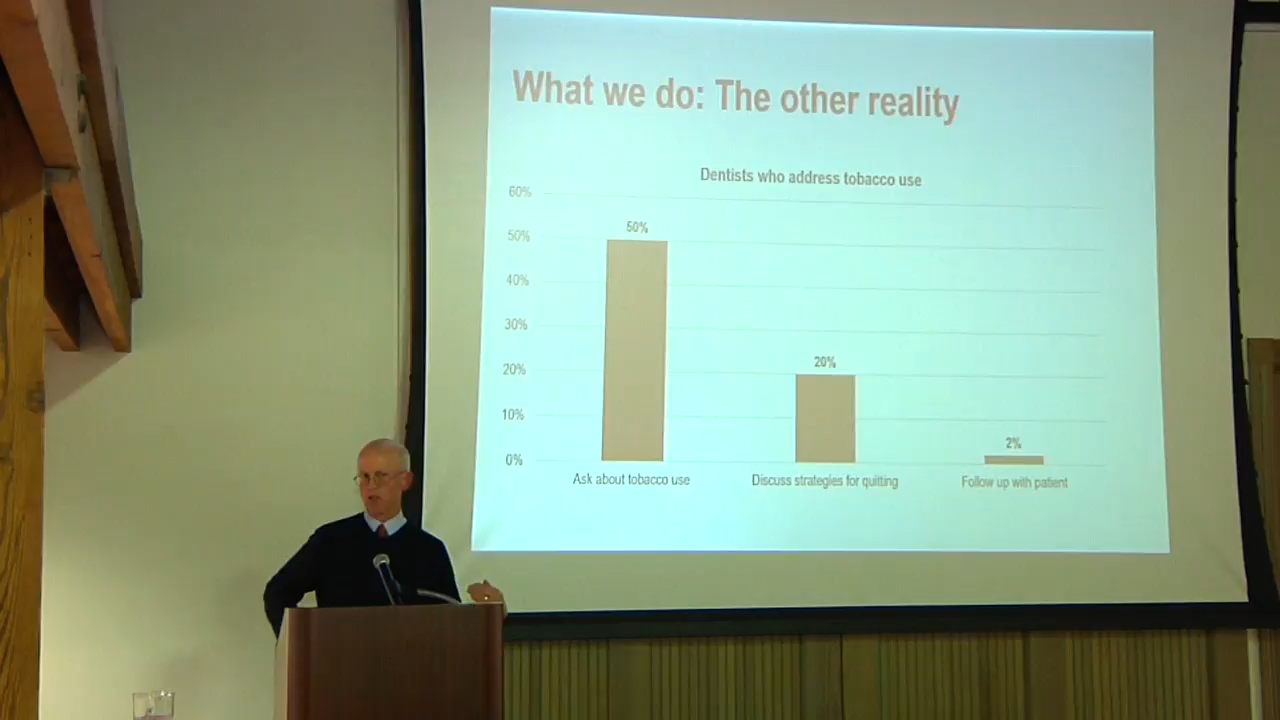 What we do: The other reality
Dentists who address tobacco use
60%
50%
50%
40%
30%
20%
20%
10%
2%
0%
Ask about tobacco use
Discuss strategies for quitting
Follow up with patient